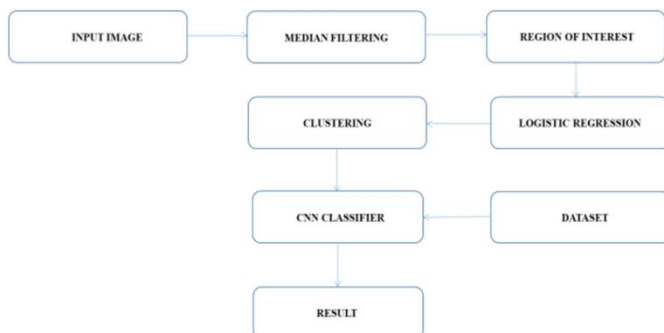 INPUT IMAGE
MEDIAN FILTERING
REGION OF INTEREST
CLUSTERING
LOGISTIC REGRESSION
CNN CLASSIFIER
DATASET
RESULT